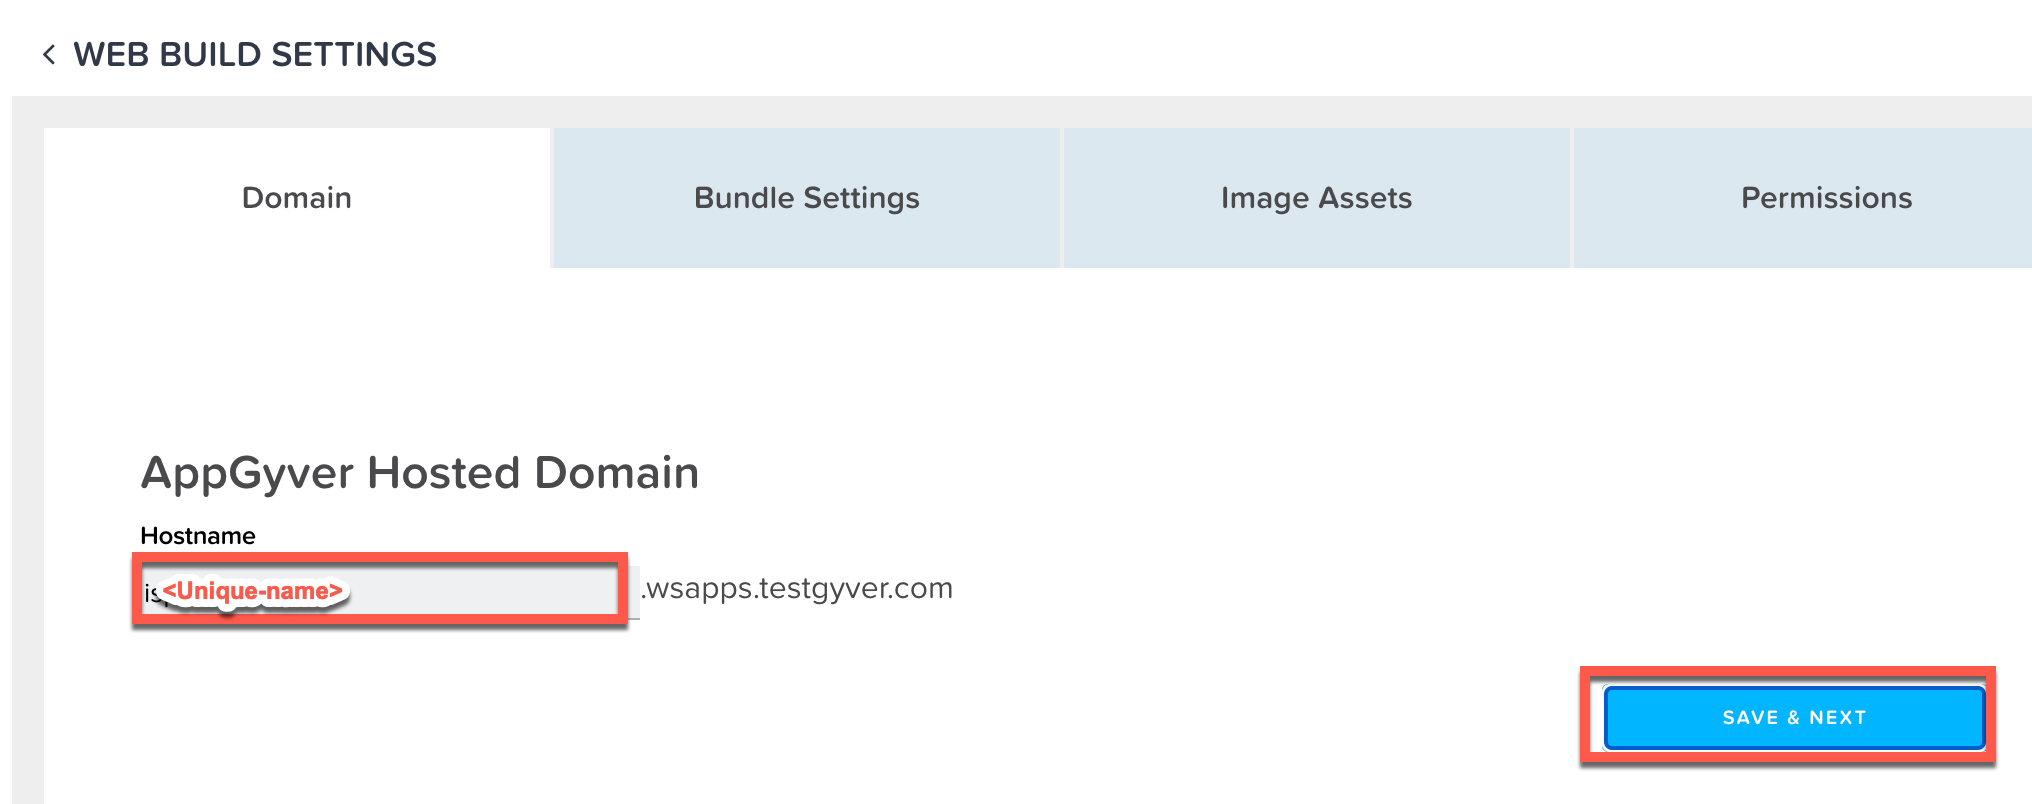 WEB BUILD SETTINGS
Domain
Bundle Settings
Image Assets
Permissions
AppGyver Hosted Domain
Hostname
<Unique-name>
.wsapps.testgyver.com
SAVE & NEXT